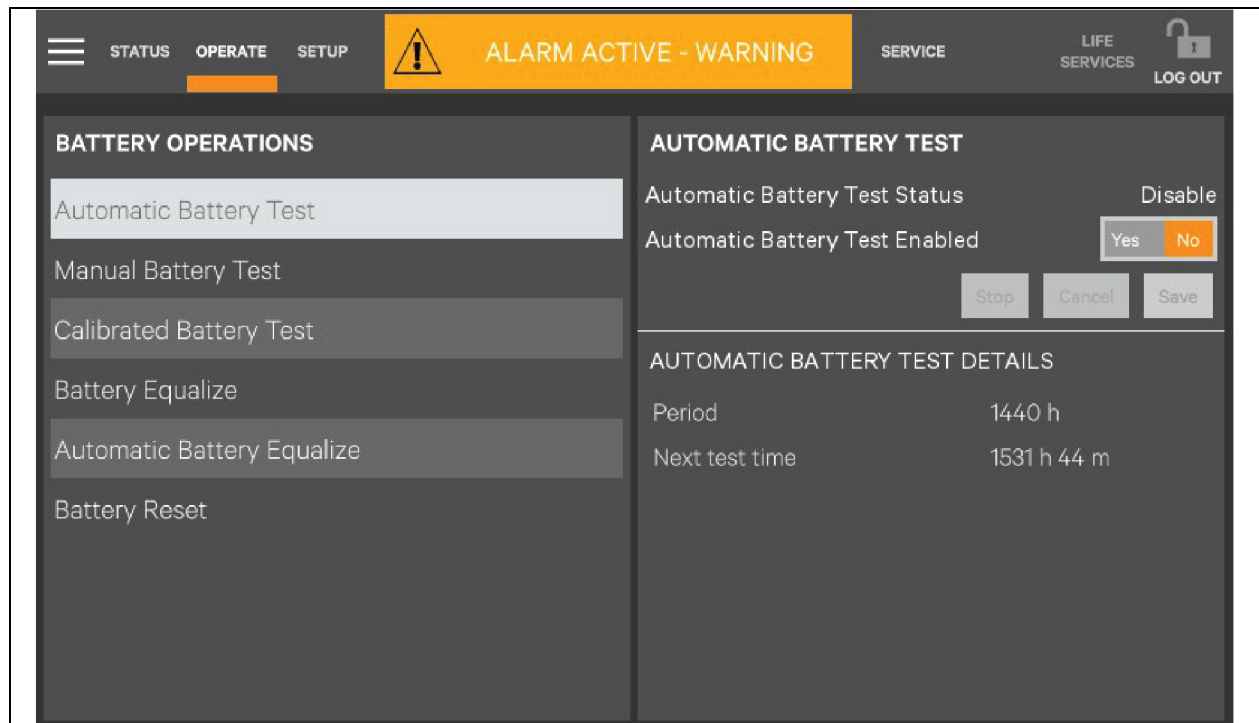 STATUS OPERATE SETUP ALARM ACTIVE - WARNING SERVICE LIFE SERVICES LOG OUT
BATTERY OPERATIONS
Automatic Battery Test
Manual Battery Test
Calibrated Battery Test
Battery Equalize
Automatic Battery Equalize
Battery Reset
AUTOMATIC BATTERY TEST
Automatic Battery Test Status Disable
Automatic Battery Test Enabled Yes No
Stop Cancel Save
AUTOMATIC BATTERY TEST DETAILS
Period 1440 h
Next test time 1531 h 44 m